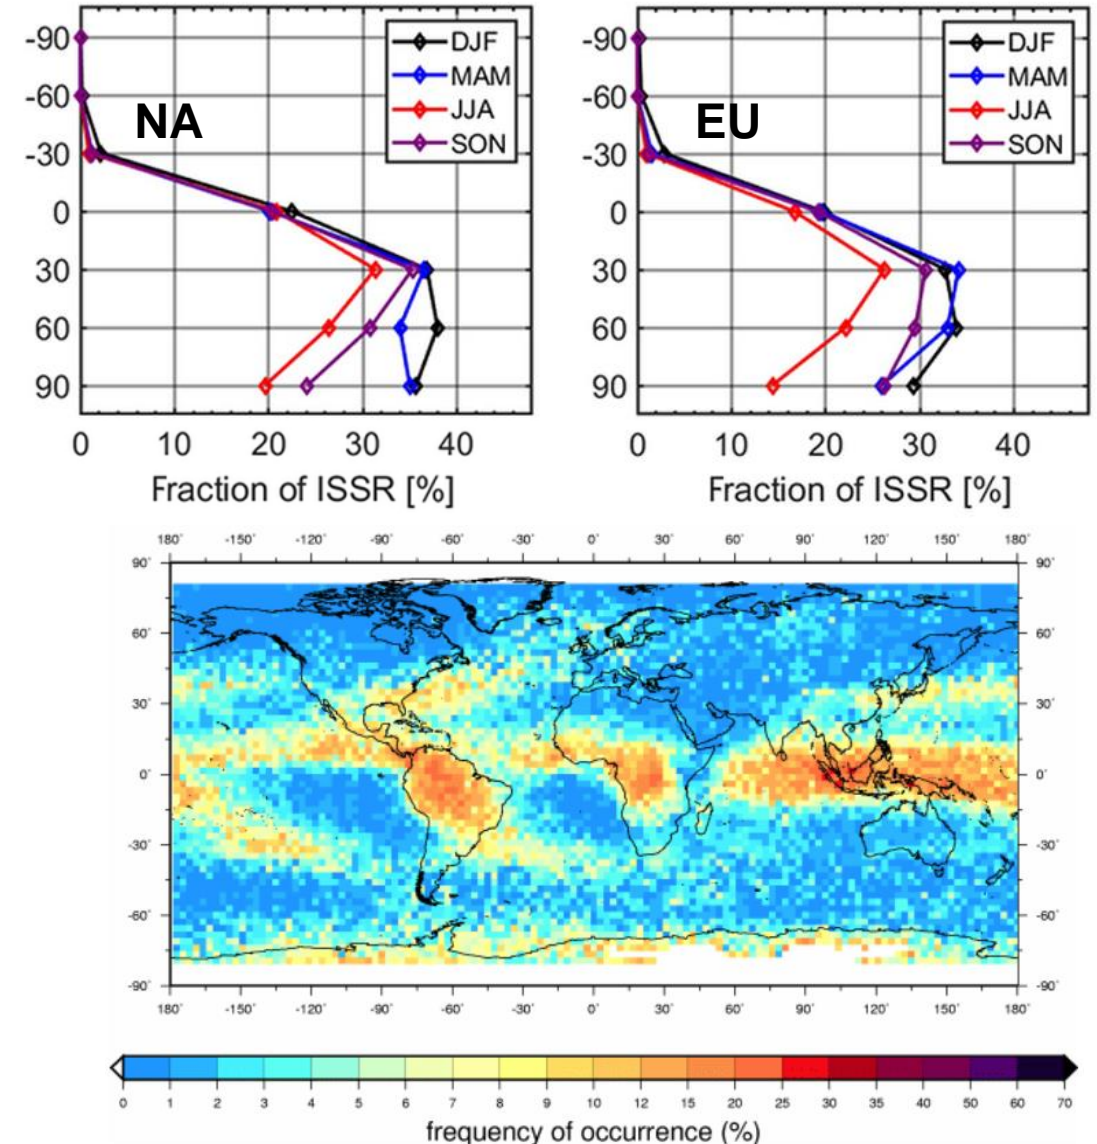 -90
-60
-30
0
30
60
90
NA
DJF
MAM
JJA
SON
0 10 20 30 40
Fraction of ISSR [%]
-90
-60
-30
0
30
60
90
EU
DJF
MAM
JJA
SON
0 10 20 30 40
Fraction of ISSR [%]
180° -150° -120° -90° -60° -30° 0° 30° 60° 90° 120° 150° 180°
90° 90°
60° 60°
30° 30°
0° 0°
-30° -30°
-60° -60°
-90° -90°
180° -150° -120° -90° -60° -30° 0° 30° 60° 90° 120° 150° 180°
0 1 2 3 4 5 6 7 8 9 10 12 15 20 25 30 35 40 50 60 70
frequency of occurrence (%)